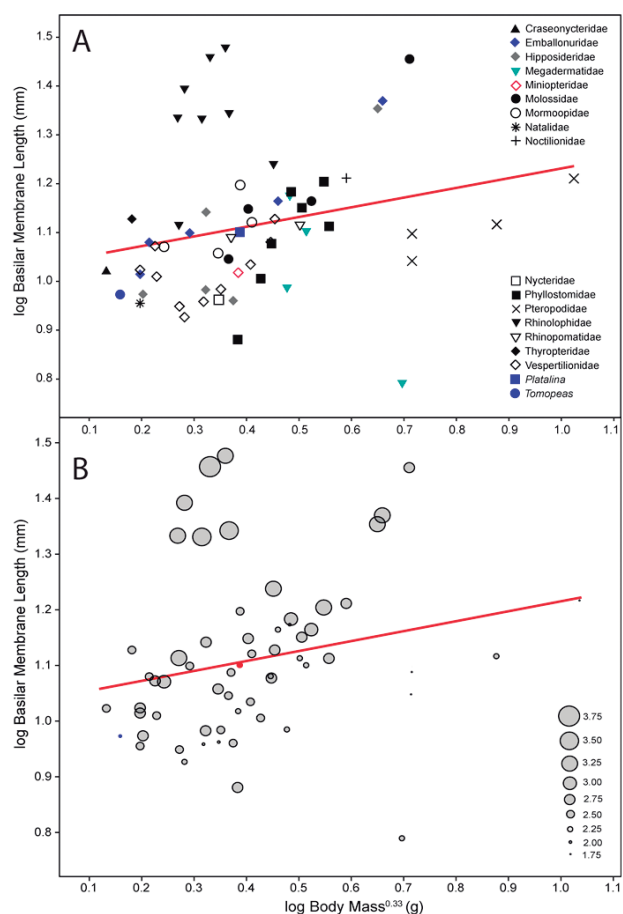 A
1.5
1.4
1.3
1.2
1.1
1.0
0.9
0.8
log Basilar Membrane Length (mm)
Craseonycteridae
Emballonuridae
Hipposideridae
Megadermatidae
Miniopteridae
Molossidae
Mormoopidae
Natalidae
Noctilionidae
Nycteridae
Phyllostomidae
Pteropodidae
Rhinolophidae
Rhinopomatidae
Thyropteridae
Vespertilionidae
Platalina
Tomopeas
0.1 0.2 0.3 0.4 0.5 0.6 0.7 0.8 0.9 1.0
B
1.5
1.4
1.3
1.2
1.1
1.0
0.9
0.8
log Basilar Membrane Length (mm)
3.75
3.50
3.25
3.00
2.75
2.50
2.25
2.00
1.75
0.1 0.2 0.3 0.4 0.5 0.6 0.7 0.8 0.9 1.0
log Body Mass^0.33 (g)